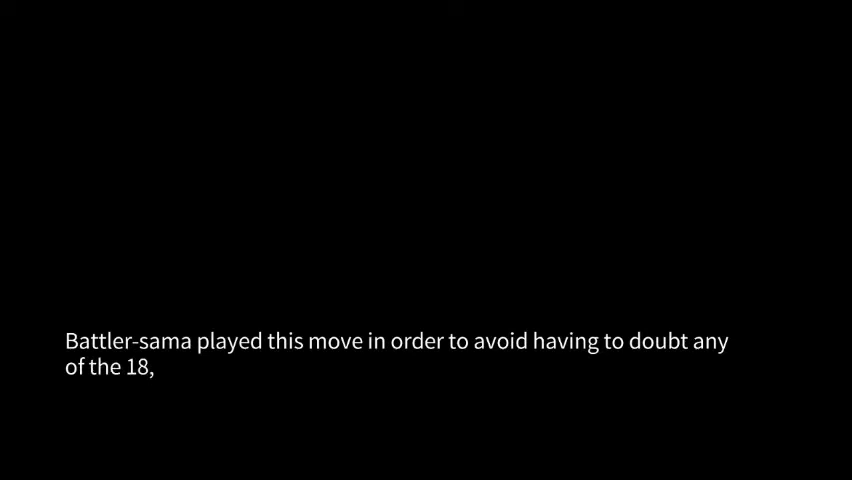 Battler-sama played this move in order to avoid having to doubt any
of the 18,